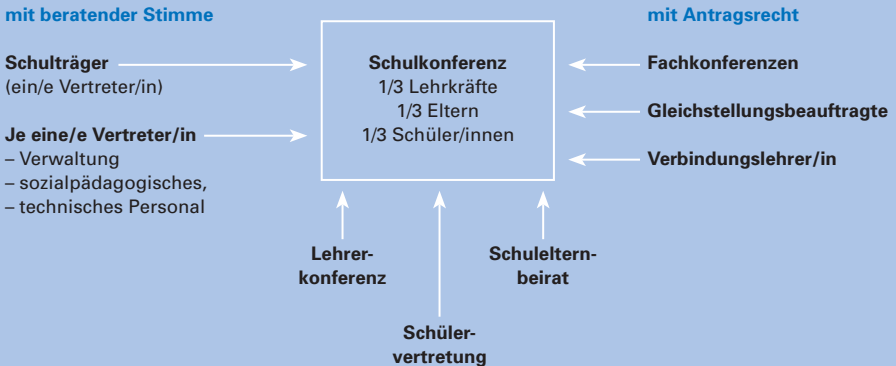 mit beratender Stimme
Schulträger
(ein/e Vertreter/in)
Je eine/e Vertreter/in
– Verwaltung
– sozialpädagogisches,
– technisches Personal
Schulkonferenz
1/3 Lehrkräfte
1/3 Eltern
1/3 Schüler/innen
mit Antragsrecht
Fachkonferenzen
Gleichstellungsbeauftragte
Verbindungslehrer/in
Lehrer-
konferenz
Schüler-
vertretung
Schuleltern-
beirat